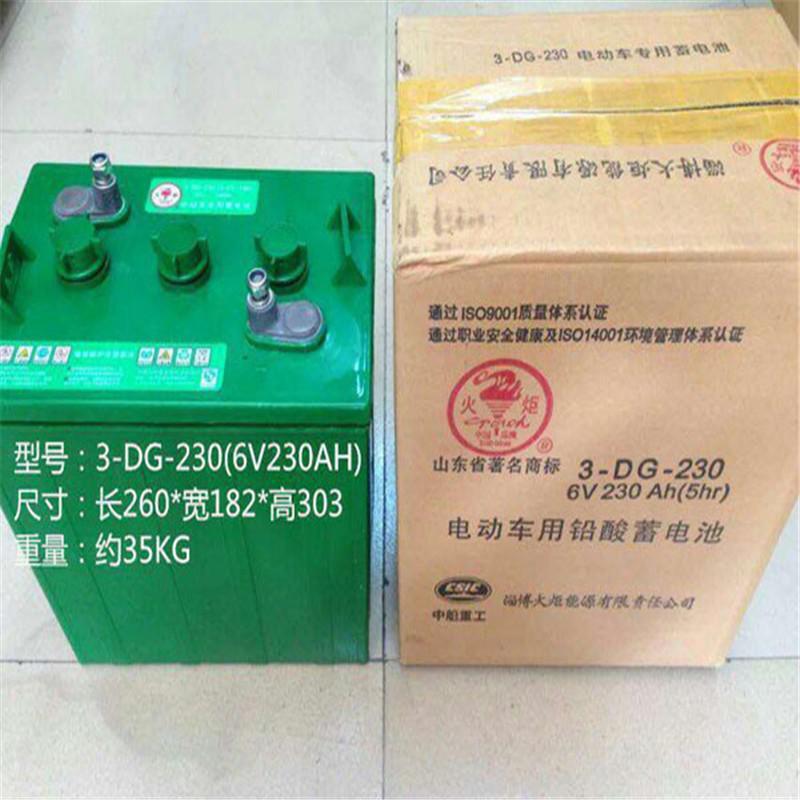 型号：3-DG-230(6V230AH)
尺寸：长260*宽182*高303
重量：约35KG
3-DG-230 电动车专用蓄电池
淄博火炬能源有限责任公司
通过ISO9001质量体系认证
通过职业安全健康及ISO14001环境管理体系认证
火炬
®
山东省著名商标
3-DG-230
6V 230 Ah(5hr)
电动车用铅酸蓄电池
CSIC
中船重工
淄博火炬能源有限责任公司